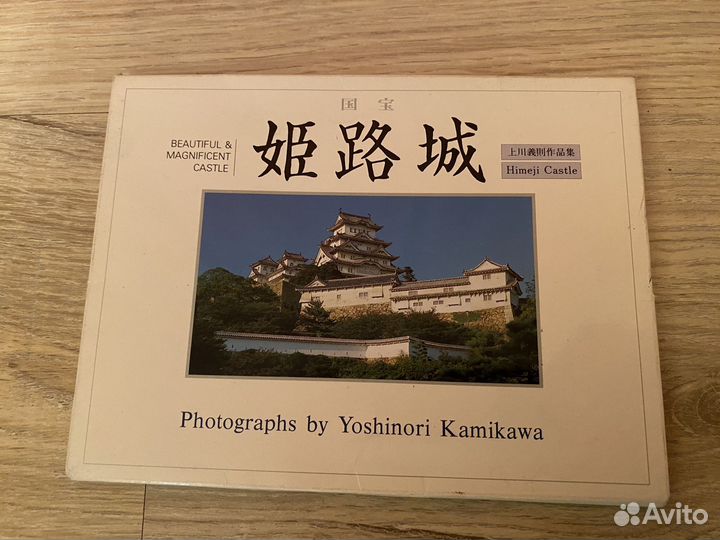 国宝
BEAUTIFUL &
MAGNIFICENT
CASTLE
姫路城
上川義則作品集
Himeji Castle
Photographs by Yoshinori Kamikawa
Avito